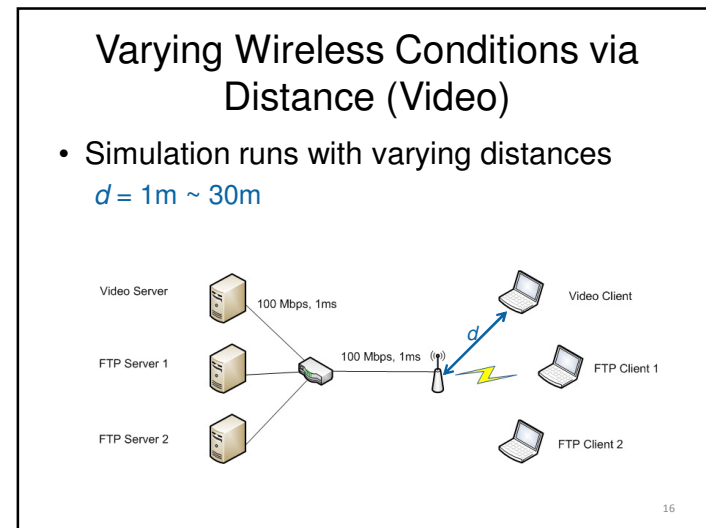 Varying Wireless Conditions via
Distance (Video)
• Simulation runs with varying distances
d = 1m ~ 30m
Video Server
100 Mbps, 1ms
Video Client
d
FTP Server 1
100 Mbps, 1ms
((o))
FTP Client 1
FTP Server 2
FTP Client 2
16